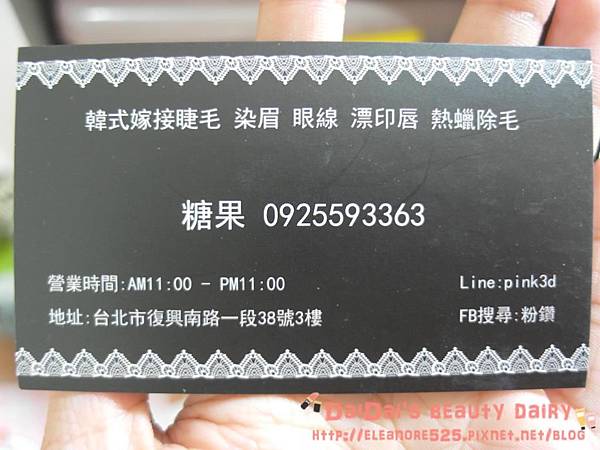 韓式嫁接睫毛 染眉 眼線 漂印唇 熱蠟除毛
糖果 0925593363
營業時間:AM11:00 - PM11:00
Line:pink3d
地址:台北市復興南路一段38號3樓
FB搜尋:粉鑽
DaiDai's Beauty Dairy
http://eleanore525.pixnet.net/blog